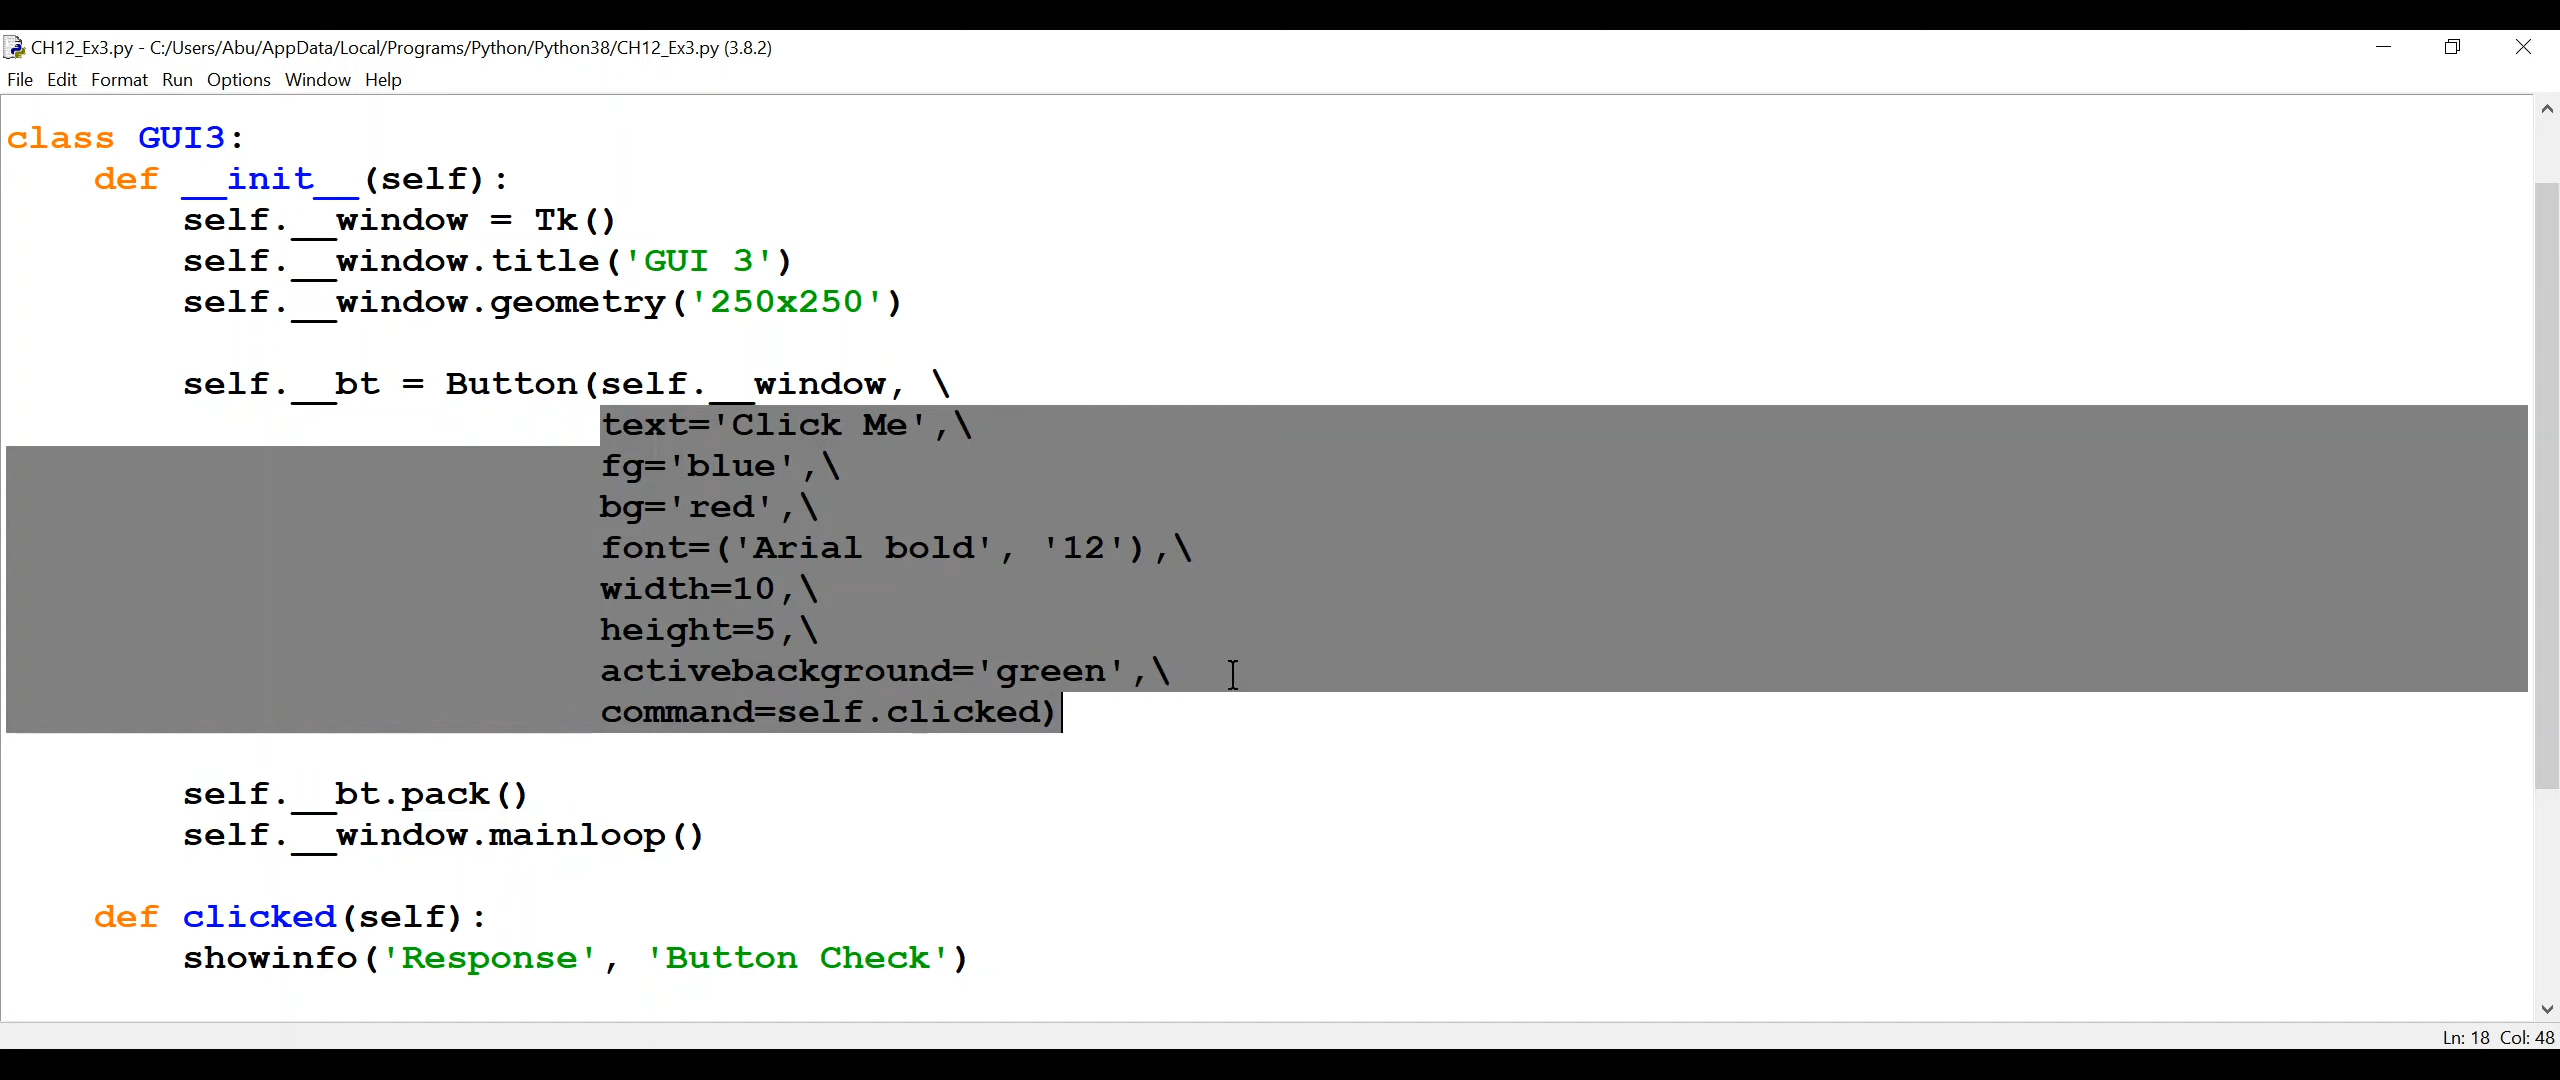 CH12_Ex3.py - C:/Users/Abu/AppData/Local/Programs/Python/Python38/CH12_Ex3.py (3.8.2)
File Edit Format Run Options Window Help
class GUI3:
    def __init__(self):
        self.__window = Tk()
        self.__window.title('GUI 3')
        self.__window.geometry('250x250')
        self.__bt = Button(self.__window, \
                           text='Click Me',\
                           fg='blue',\
                           bg='red',\
                           font=('Arial bold', '12'),\
                           width=10,\
                           height=5,\
                           activebackground='green',\
                           command=self.clicked)
        self.__bt.pack()
        self.__window.mainloop()
    def clicked(self):
        showinfo('Response', 'Button Check')
Ln: 18 Col: 48